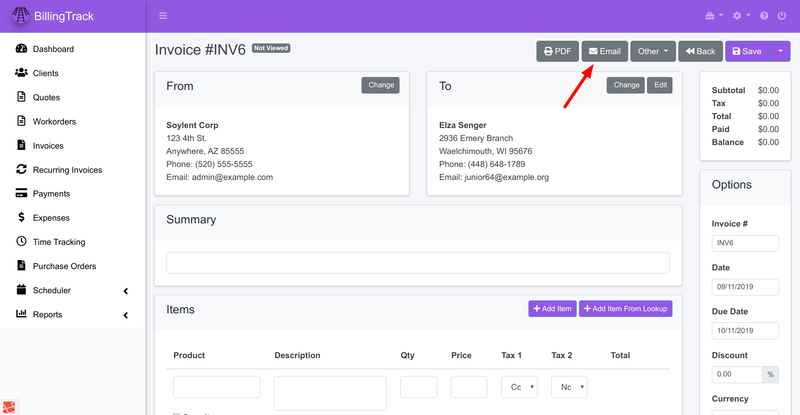 BillingTrack
Dashboard
Clients
Quotes
Workorders
Invoices
Recurring Invoices
Payments
Expenses
Time Tracking
Purchase Orders
Scheduler
Reports
Invoice #INV6 Not Viewed
PDF Email Other Back Save
From Change
Soylent Corp
123 4th St.
Anywhere, AZ 85555
Phone: (520) 555-5555
Email: admin@example.com
To Change Edit
Elza Senger
2936 Emery Branch
Waelchimouth, WI 95676
Phone: (448) 648-1789
Email: junior64@example.org
Summary
Items Add Item Add Item From Lookup
Product Description Qty Price Tax 1 Tax 2 Total
Cc Nc
Subtotal $0.00
Tax $0.00
Total $0.00
Paid $0.00
Balance $0.00
Options
Invoice #
INV6
Date
09/11/2019
Due Date
10/11/2019
Discount
0.00 %
Currency